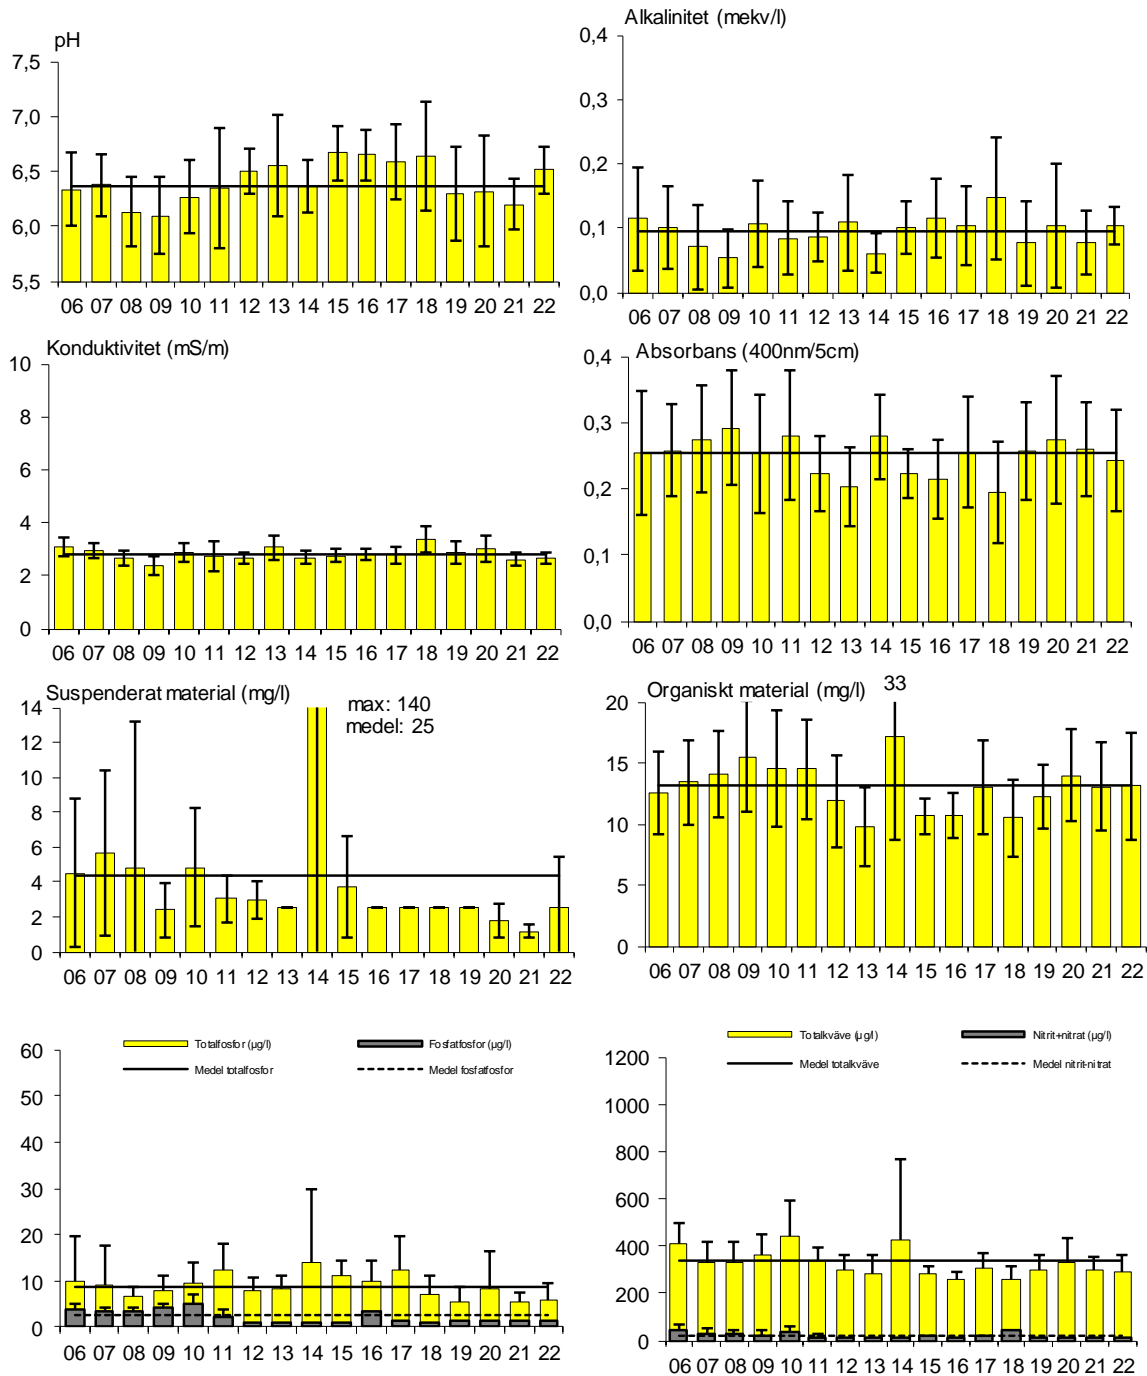 pH
7,5
7,0
6,5
6,0
5,5
06 07 08 09 10 11 12 13 14 15 16 17 18 19 20 21 22
Alkalinitet (mekv/l)
0,4
0,3
0,2
0,1
0,0
06 07 08 09 10 11 12 13 14 15 16 17 18 19 20 21 22
Konduktivitet (mS/m)
10
8
6
4
2
0
06 07 08 09 10 11 12 13 14 15 16 17 18 19 20 21 22
Absorbans (400nm/5cm)
0,4
0,3
0,2
0,1
0,0
06 07 08 09 10 11 12 13 14 15 16 17 18 19 20 21 22
Suspenderat material (mg/l)
max: 140
medel: 25
14
12
10
8
6
4
2
0
06 07 08 09 10 11 12 13 14 15 16 17 18 19 20 21 22
Organiskt material (mg/l)
33
20
15
10
5
0
06 07 08 09 10 11 12 13 14 15 16 17 18 19 20 21 22
Totalfosfor (µg/l) Fosfatfosfor (µg/l)
Medel totalfosfor Medel fosfatfosfor
60
50
40
30
20
10
0
06 07 08 09 10 11 12 13 14 15 16 17 18 19 20 21 22
Totalkväve (µg/l) Nitrit+nitrat (µg/l)
Medel totalkväve Medel nitrit-nitrat
1200
1000
800
600
400
200
0
06 07 08 09 10 11 12 13 14 15 16 17 18 19 20 21 22